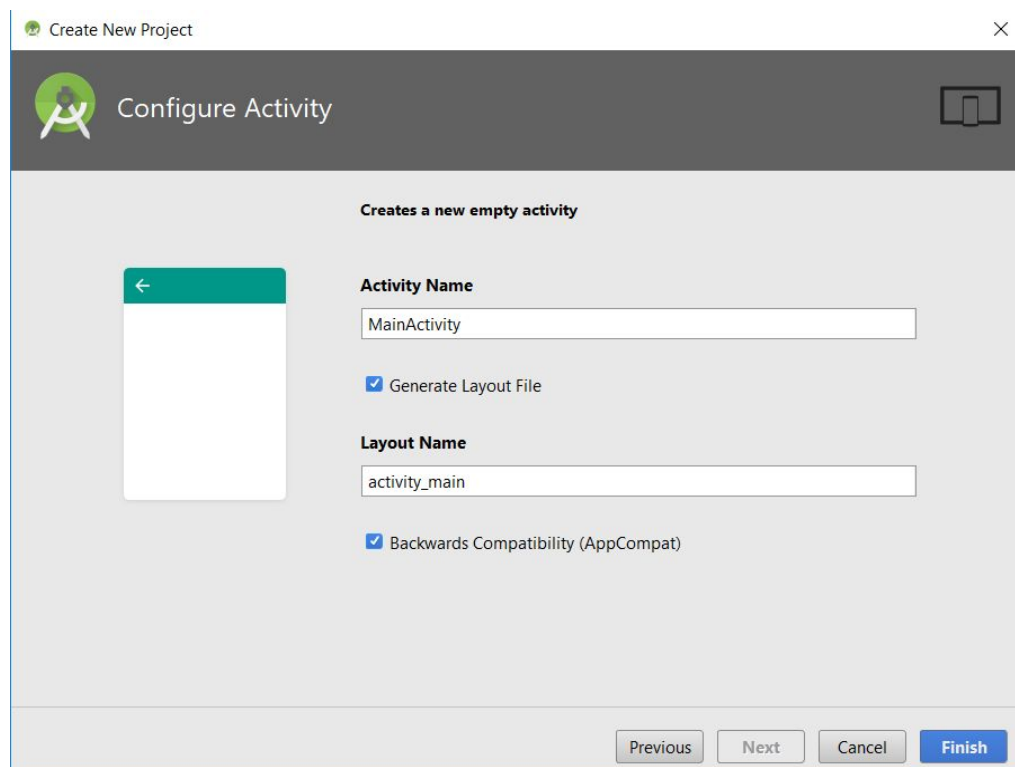 Create New Project
Configure Activity
Creates a new empty activity
Activity Name
MainActivity
Generate Layout File
Layout Name
activity_main
Backwards Compatibility (AppCompat)
Previous
Next
Cancel
Finish